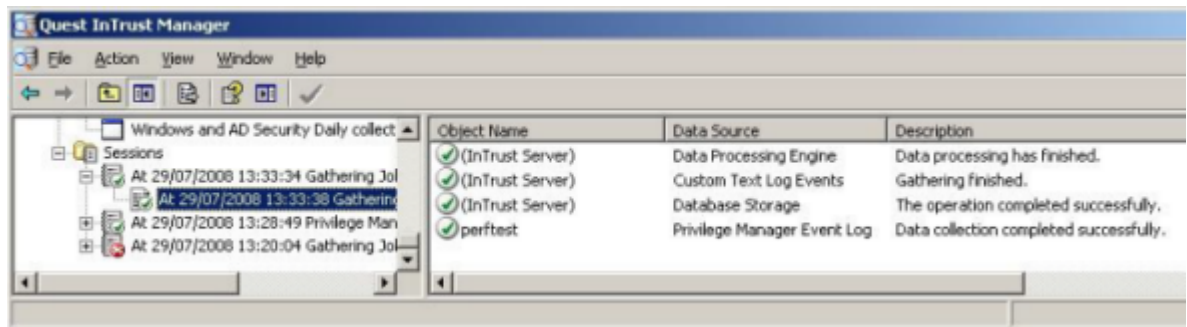 Quest InTrust Manager
File Action View Window Help
Windows and AD Security Daily collect
Sessions
At 29/07/2008 13:33:34 Gathering Jo
At 29/07/2008 13:33:38 Gathering
At 29/07/2008 13:28:49 Privilege Man
At 29/07/2008 13:20:04 Gathering Jo
Object Name Data Source Description
(InTrust Server) Data Processing Engine Data processing has finished.
(InTrust Server) Custom Text Log Events Gathering finished.
(InTrust Server) Database Storage The operation completed successfully.
perftest Privilege Manager Event Log Data collection completed successfully.